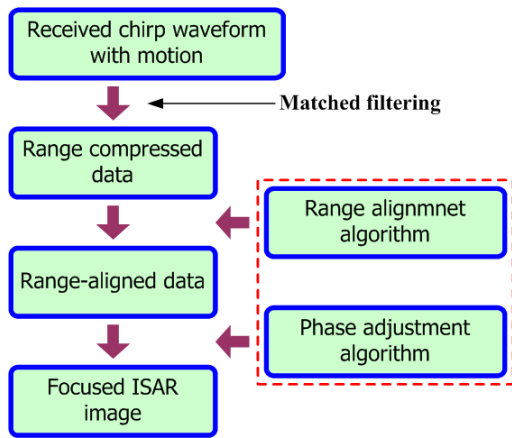 Received chirp waveform
with motion
Matched filtering
Range compressed
data
Range alignmnet
algorithm
Range-aligned data
Phase adjustment
algorithm
Focused ISAR
image